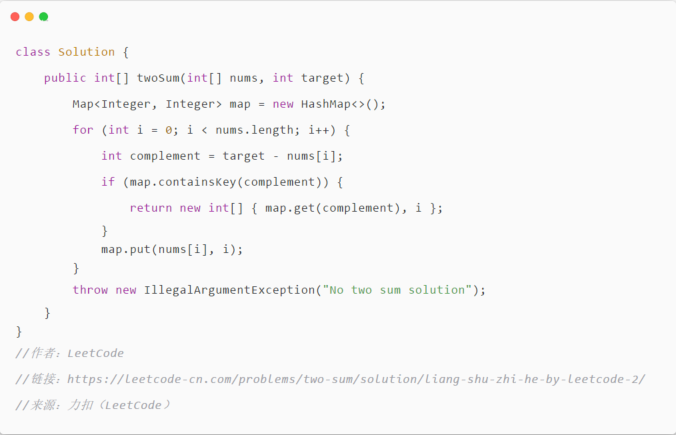 class Solution {
    public int[] twoSum(int[] nums, int target) {
        Map<Integer, Integer> map = new HashMap<>();
        for (int i = 0; i < nums.length; i++) {
            int complement = target - nums[i];
            if (map.containsKey(complement)) {
                return new int[] { map.get(complement), i };
            }
            map.put(nums[i], i);
        }
        throw new IllegalArgumentException("No two sum solution");
    }
}
//作者：LeetCode
//链接：https://leetcode-cn.com/problems/two-sum/solution/liang-shu-zhi-he-by-leetcode-2/
//来源：力扣（LeetCode）